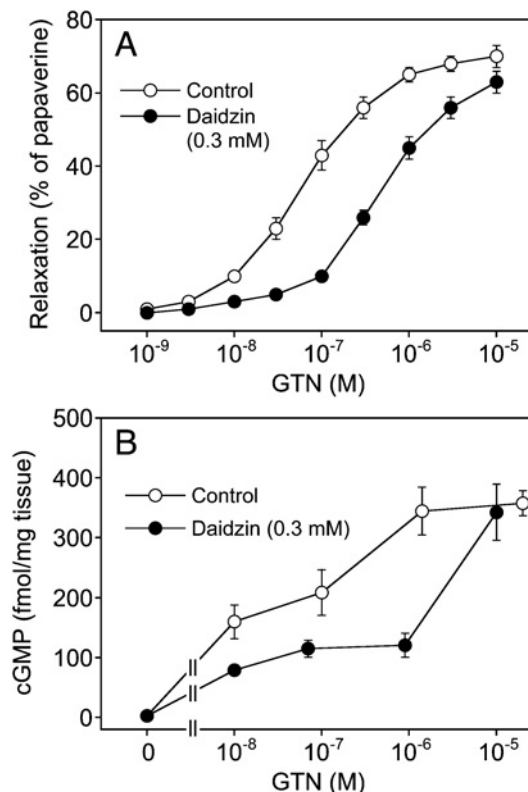 A
80
60
40
20
0
Relaxation (% of papaverine)
Control
Daidzin
(0.3 mM)
10⁻⁹ 10⁻⁸ 10⁻⁷ 10⁻⁶ 10⁻⁵
GTN (M)
B
500
400
300
200
100
0
cGMP (fmol/mg tissue)
Control
Daidzin (0.3 mM)
0 10⁻⁸ 10⁻⁷ 10⁻⁶ 10⁻⁵
GTN (M)